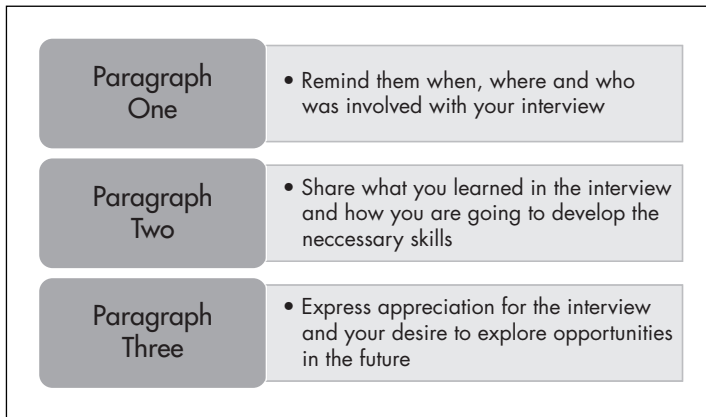 Paragraph
One
• Remind them when, where and who
was involved with your interview
Paragraph
Two
• Share what you learned in the interview
and how you are going to develop the
neccessary skills
Paragraph
Three
• Express appreciation for the interview
and your desire to explore opportunities
in the future